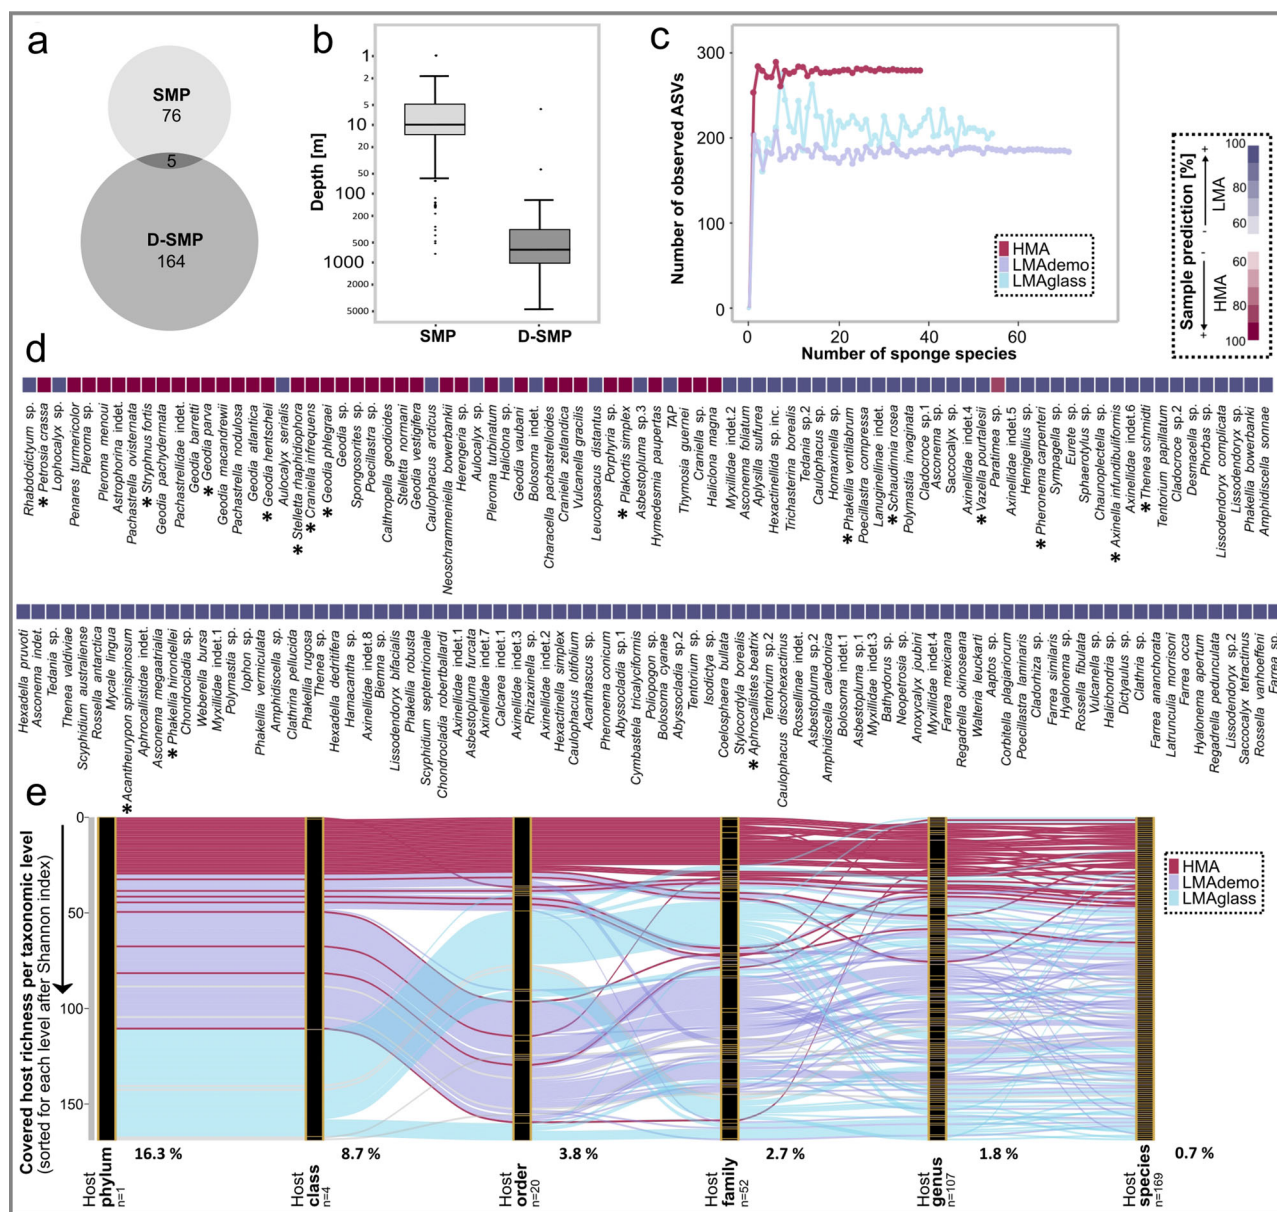 a
SMP
76
5
D-SMP
164
b
Depth [m]
1
2
5
10
20
50
100
200
500
1000
2000
5000
SMP
D-SMP
c
Number of observed ASVs
300
200
100
0
0
20
40
60
Number of sponge species
HMA
LMAdemo
LMAglass
Sample prediction [%]
+
-
-
+
LMA
HMA
100
80
60
60
80
100
d
Rhabdodictyum sp.
* Petrosia crassa
Lophocalyx sp.
Penares turmericolor
Pleroma sp.
Pleroma menoui
Astrophorina indet.
Pachastrella ovisternata
* Stryphnus fortis
Geodia pachydermata
Pachastrellidae indet.
Geodia barretti
* Geodia parva
Geodia macandrewii
Pachastrella nodulosa
Geodia atlantica
* Geodia hentscheli
Aulocalyx serialis
* Stelletta rhaphidiophora
* Craniella infrequens
* Geodia phlegraei
Geodia sp.
Spongosorites sp.
Poecillastra sp.
Calthropella geodioides
Stelletta normani
Geodia vestigifera
Caulophacus arcticus
Neoschrammeniella bowerbankii
Herengeria sp.
Aulocalyx sp.
Pleroma turbinatum
Haliclona sp.
Geodia vaubani
Bolosoma indet.
Characella pachastrelloides
Craniella zetlandica
Vulcanella gracilis
Leucopsacus distantus
Porphyria sp.
* Plakortis simplex
Asbestopluma sp.3
Hymedesmia paupertas
TAP
Thymosia guernei
Craniella sp.
Haliclona magna
Myxillidae indet.2
Asconema foliatum
Aplysilla sulfurea
Hexactinellida sp.inc.
Trichasterina borealis
Tedania sp.2
Caulophacus sp.
Homaxinella sp.
* Phakellia ventilabrum
Poecillastra compressa
Lanuginellinae indet.
* Schaudinnia rosea
Polymastia invaginata
Cladocroce sp.1
Asconema sp.
Saccocalyx sp.
Axinellidae indet.4
* Vazella pourtalesii
Paratimea sp.
Axinellidae indet.5
Hemigellius sp.
Sympagella sp.
* Pheronema carpenteri
Eurete sp.
Sphaerotylus sp.
Chaunoplectella sp.
* Axinella infundibuliformis
Axinellidae indet.6
* Thenea schmidti
Tentorium papillatum
Cladocroce sp.2
Desmacella sp.
Phorbas sp.
Lissodendoryx complicata
Lissodendoryx sp.
Phakellia bowerbanki
Amphidiscella sonnae
Hexadella pruvoti
Asconema indet.
Tedania sp.
Thenea valdiviae
Scyphidium australiense
Rossella antarctica
Mycale lingua
* Acantheurypon spinispinosum
Aphrocallistidae indet.
Asconema megaatrialia
* Phakellia hirondellei
Chondrocladia sp.
Weberella bursa
Myxillidae indet.1
Polymastia sp.
Iophon sp.
Phakellia vermiculata
Amphidiscella sp.
Clathrina pellucida
Phakellia rugosa
Thenea sp.
Hexadella dedritifera
Hamacantha sp.
Axinellidae indet.8
Biemna sp.
Lissodendoryx bifacialis
Phakellia robusta
Scyphidium septentrionale
Chondrocladia robertballardi
Axinellidae indet.1
Asbestopluma furcata
Axinellidae indet.7
Calcarea indet.1
Axinellidae indet.3
Rhizaxinella sp.
Axinellidae indet.2
Hexactinella simplex
Caulophacus lotifolium
Acanthascus sp.
Pheronema conicum
Abyssocladia sp.1
Cymbastela tricalyciformis
Poliopogon sp.
Bolosoma cyanae
Abyssocladia sp.2
Tentorium sp.
Isodictya sp.
Coelosphaera bullata
Stylocordyla borealis
* Aphrocallistes beatrix
Tentorium sp.2
Caulophacus discohexactinus
Rossellinae indet.
Asbestopluma sp.2
Amphidiscella caledonica
Bolosoma indet.1
Asbestopluma sp.1
Myxillidae indet.3
Bathydorus sp.
Neopetrosia sp.
Anoxycalyx joubini
Myxillidae indet.4
Farrea mexicana
Regadrella okinoseana
Walteria leuckarti
Aaptos sp.
Corbitella plagiariorum
Poecillastra laminaris
Cladorhiza sp.
Farrea similaris
Hyalonema sp.
Rossella fibulata
Vulcanella sp.
Halichondria sp.
Dictyaulus sp.
Clathria sp.
Farrea ananchorata
Latrunculia morrisoni
Farrea occa
Hyalonema apertum
Regadrella pedunculata
Lissodendoryx sp.2
Saccocalyx tetractinus
Rossella vanhoeffeni
Farrea sp.
e
Covered host richness per taxonomic level
(sorted for each level after Shannon index)
0
50
100
150
HMA
LMAdemo
LMAglass
16.3 %
8.7 %
3.8 %
2.7 %
1.8 %
0.7 %
Host
phylum
n=1
Host
class
n=4
Host
order
n=20
Host
family
n=52
Host
genus
n=107
Host
species
n=169